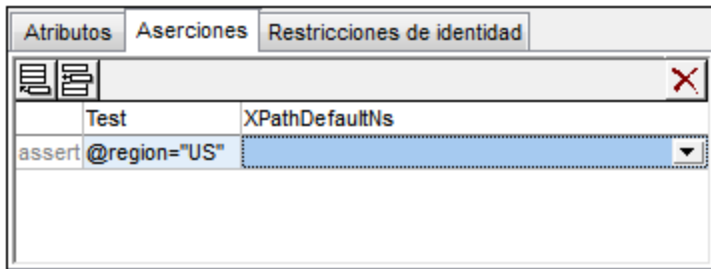 Atributos Aserciones Restricciones de identidad
Test XPathDefaultNs
assert @region="US"